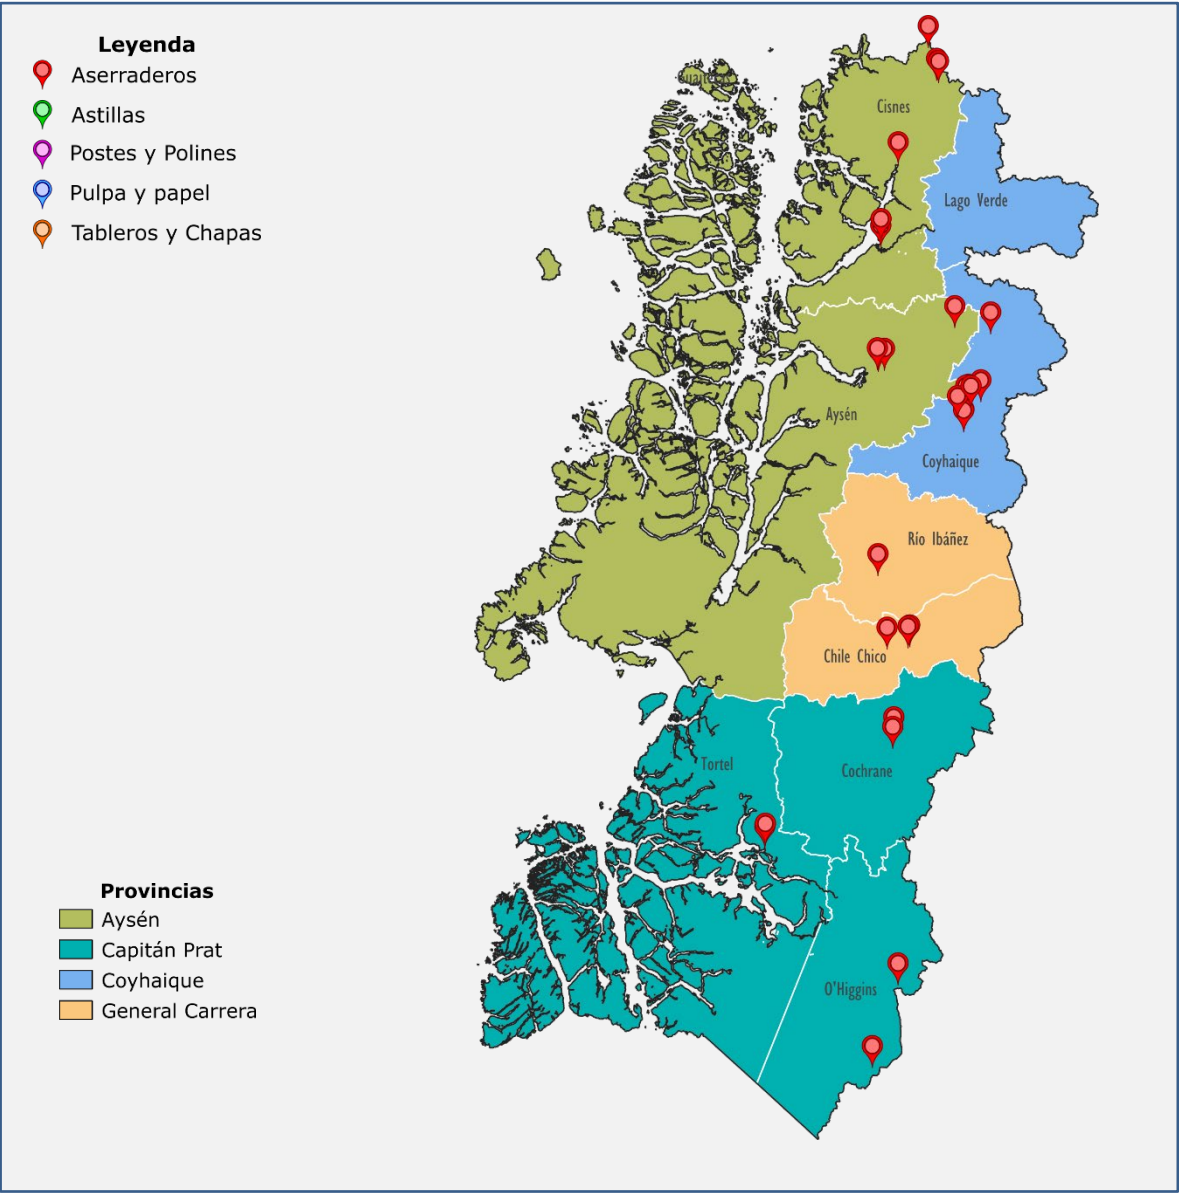 Leyenda
Aserraderos
Astillas
Postes y Polines
Pulpa y papel
Tableros y Chapas
Cisnes
Lago Verde
Aysén
Coyhaique
Río Ibáñez
Chile Chico
Tortel
Cochrane
O'Higgins
Provincias
Aysén
Capitán Prat
Coyhaique
General Carrera